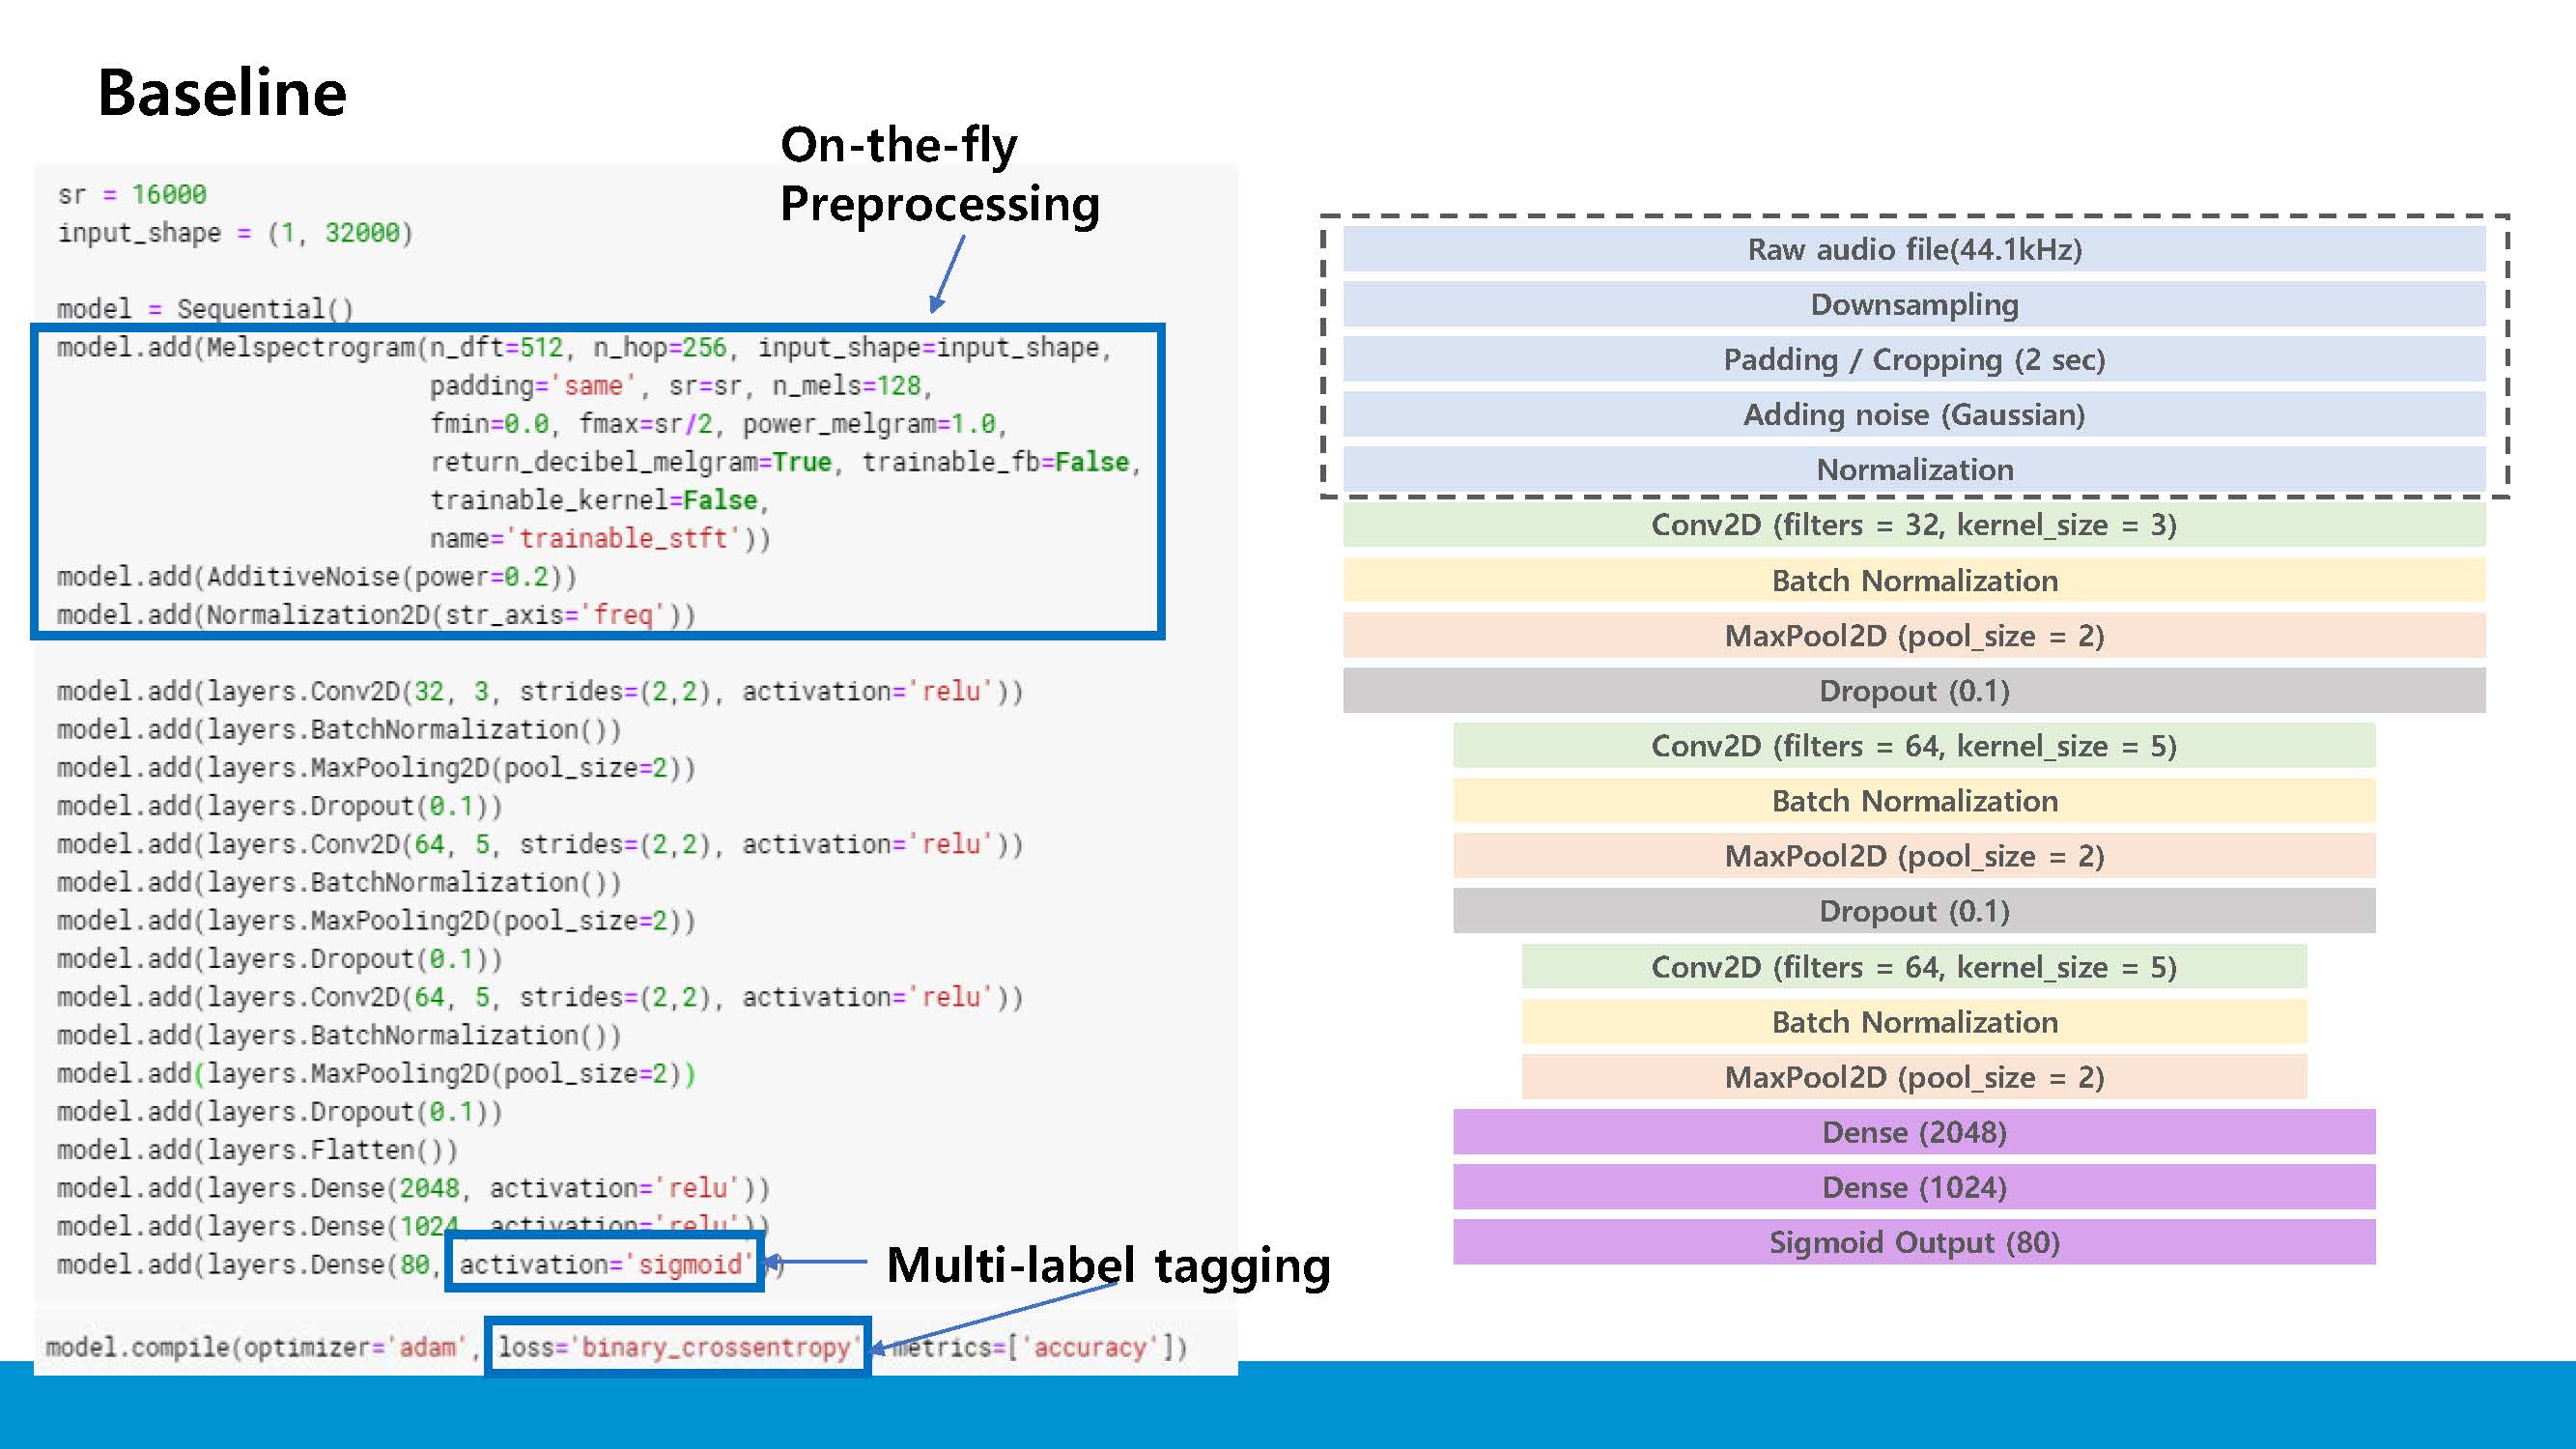 Baseline
On-the-fly
Preprocessing
sr = 16000
input_shape = (1, 32000)
model = Sequential()
model.add(Melspectrogram(n_dft=512, n_hop=256, input_shape=input_shape,
padding='same', sr=sr, n_mels=128,
fmin=0.0, fmax=sr/2, power_melgram=1.0,
return_decibel_melgram=True, trainable_fb=False,
trainable_kernel=False,
name='trainable_stft'))
model.add(AdditiveNoise(power=0.2))
model.add(Normalization2D(str_axis='freq'))
model.add(layers.Conv2D(32, 3, strides=(2,2), activation='relu'))
model.add(layers.BatchNormalization())
model.add(layers.MaxPooling2D(pool_size=2))
model.add(layers.Dropout(0.1))
model.add(layers.Conv2D(64, 5, strides=(2,2), activation='relu'))
model.add(layers.BatchNormalization())
model.add(layers.MaxPooling2D(pool_size=2))
model.add(layers.Dropout(0.1))
model.add(layers.Conv2D(64, 5, strides=(2,2), activation='relu'))
model.add(layers.BatchNormalization())
model.add(layers.MaxPooling2D(pool_size=2))
model.add(layers.Dropout(0.1))
model.add(layers.Flatten())
model.add(layers.Dense(2048, activation='relu'))
model.add(layers.Dense(1024, activation='relu'))
model.add(layers.Dense(80, activation='sigmoid'))
Multi-label tagging
model.compile(optimizer='adam', loss='binary_crossentropy' metrics=['accuracy'])
Raw audio file(44.1kHz)
Downsampling
Padding / Cropping (2 sec)
Adding noise (Gaussian)
Normalization
Conv2D (filters = 32, kernel_size = 3)
Batch Normalization
MaxPool2D (pool_size = 2)
Dropout (0.1)
Conv2D (filters = 64, kernel_size = 5)
Batch Normalization
MaxPool2D (pool_size = 2)
Dropout (0.1)
Conv2D (filters = 64, kernel_size = 5)
Batch Normalization
MaxPool2D (pool_size = 2)
Dense (2048)
Dense (1024)
Sigmoid Output (80)